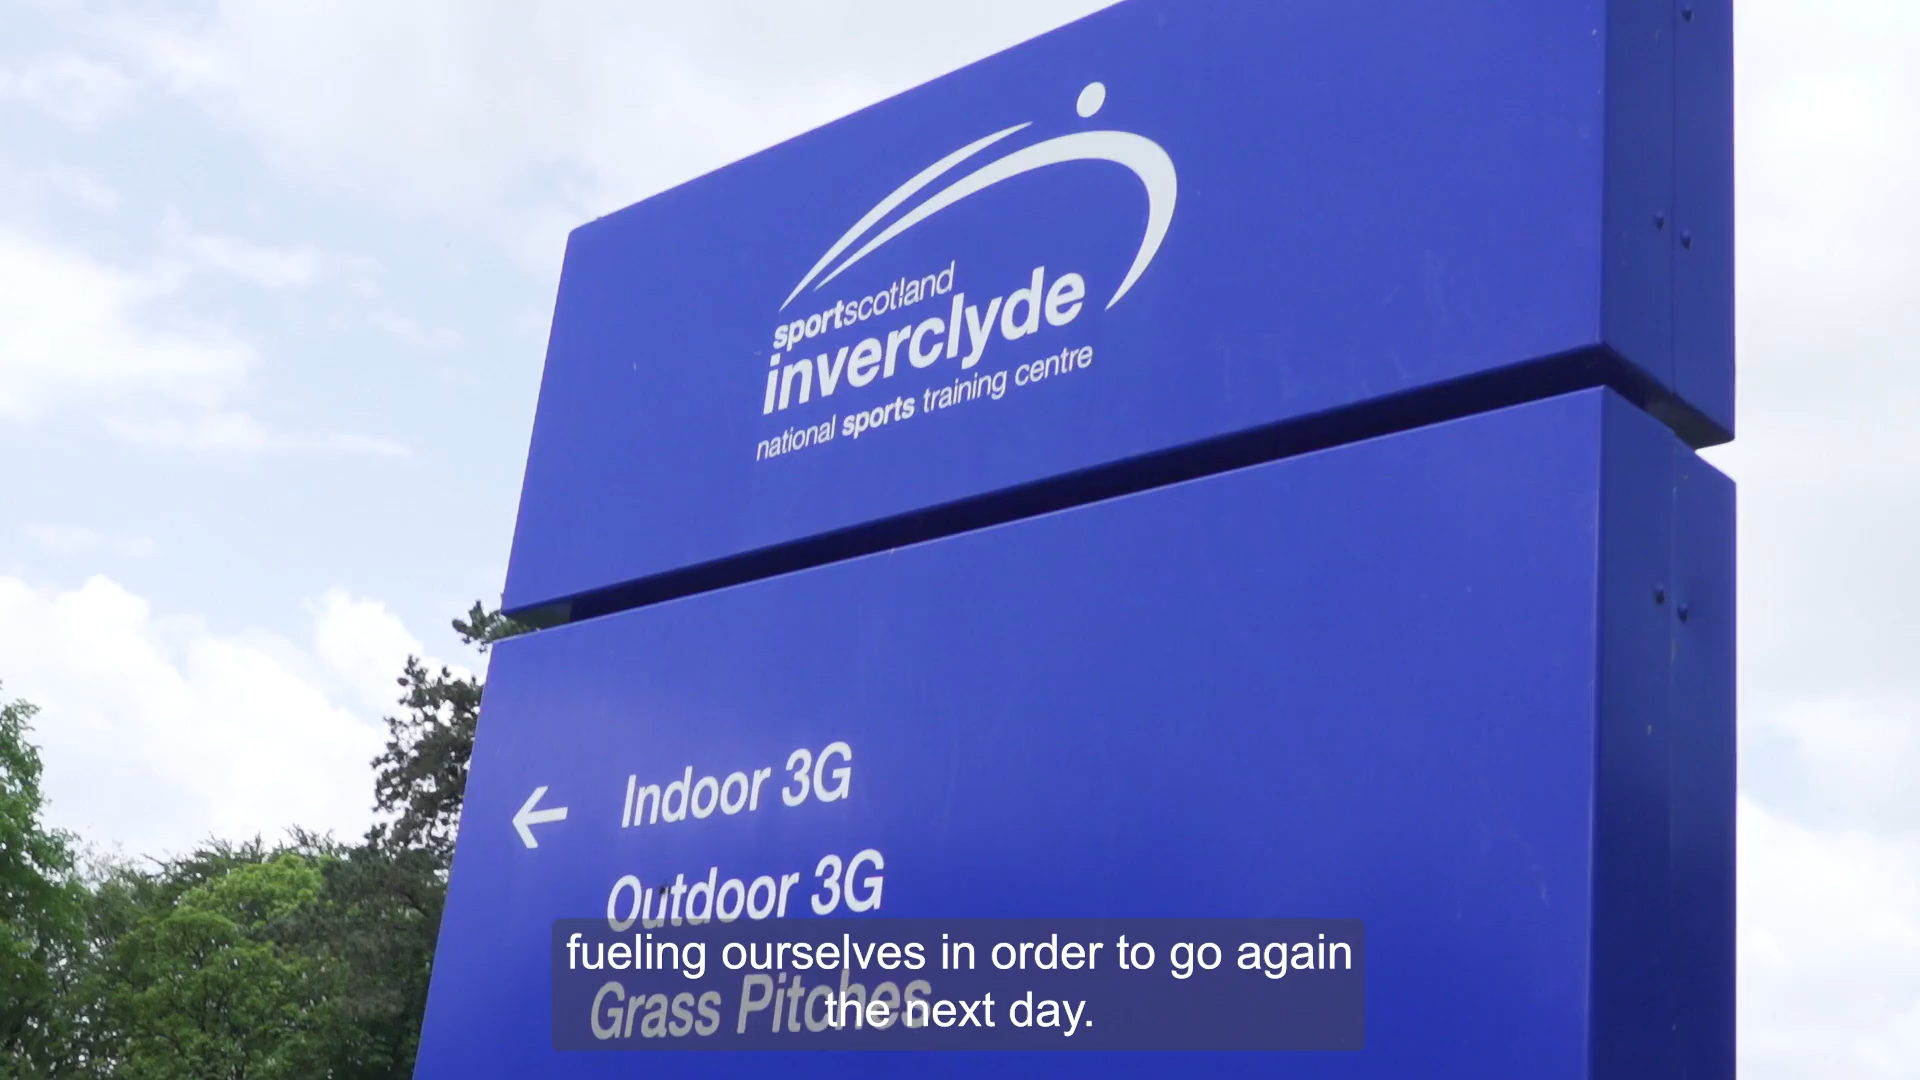 sportscotland
inverclyde
national sports training centre
Indoor 3G
Outdoor 3G
Grass Pitches
fueling ourselves in order to go again
the next day.